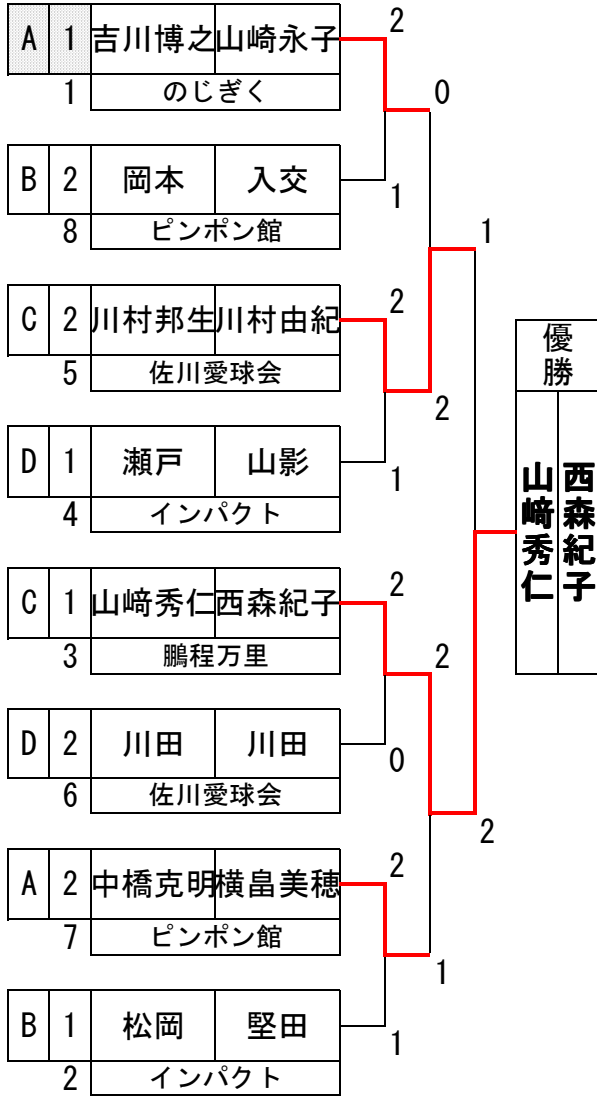 A 1 吉川博之 山崎永子 2
1 のじぎく 0
B 2 岡本 入交 1
8 ピンポン館 1
C 2 川村邦生 川村由紀 2
5 佐川愛球会 2
D 1 瀬戸 山影 1
4 インパクト
C 1 山﨑秀仁 西森紀子 2
3 鵬程万里 2
D 2 川田 川田 0
6 佐川愛球会 2
A 2 中橋克明 横畠美穂 2
7 ピンポン館 1
B 1 松岡 堅田 1
2 インパクト
優勝
西森紀子
山﨑秀仁